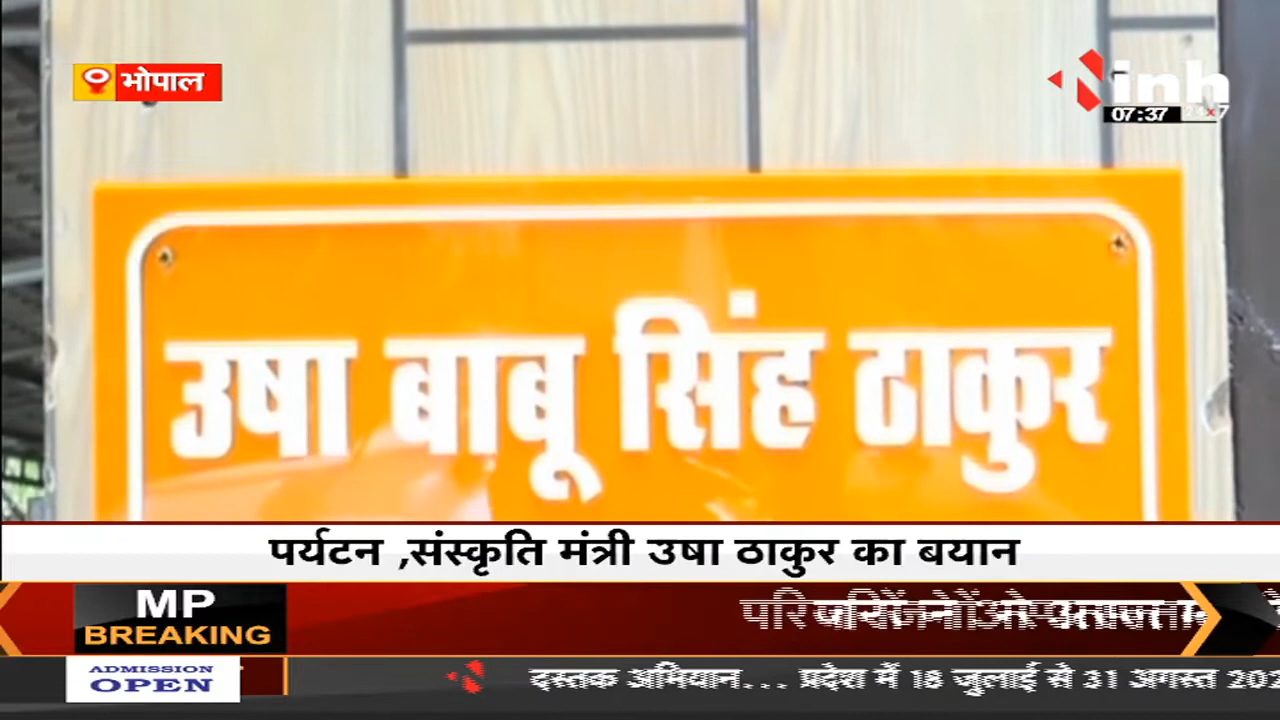 भोपाल
inh
07:37 24x7
उषा बाबू सिंह ठाकुर
पर्यटन ,संस्कृति मंत्री उषा ठाकुर का बयान
MP
BREAKING
ADMISSION
OPEN
दस्तक अभियान... प्रदेश में 18 जुलाई से 31 अगस्त 202